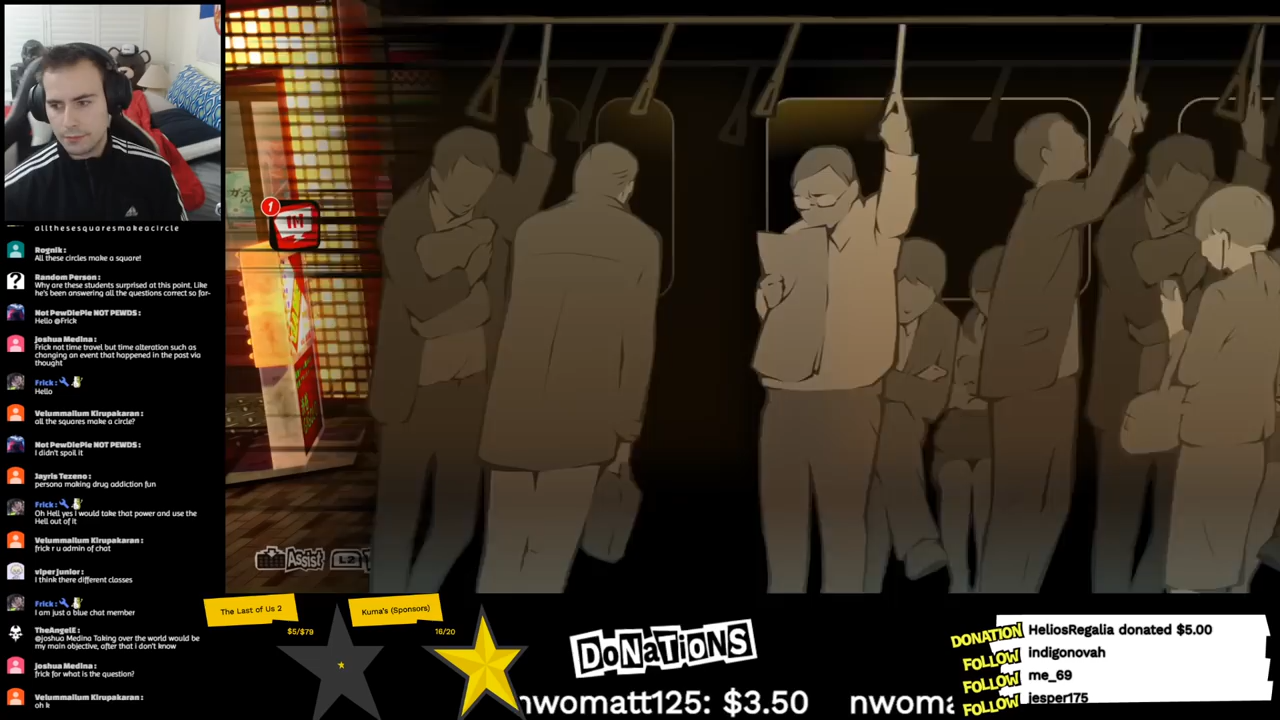 allthesesquaresmakeacircle
Rognik :
All these circles make a square!
Random Person :
Why are these students surprised at this point. Like
he's been answering all the questions correct so far-
Not PewDiePie NOT PEWDS :
Hello @Frick
Joshua Medina :
Frick not time travel but time alteration such as
changing an event that happened in the past via
thought
Frick :
Hello
Velummailum Kirupakaran :
all the squares make a circle?
Not PewDiePie NOT PEWDS :
I didn't spoil it
Jayris Tezeno :
persona making drug addiction fun
Frick :
Oh Hell yes i would take that power and use the
Hell out of it
Velummailum Kirupakaran :
frick r u admin of chat
viper junior :
I think there different classes
Frick :
I am just a blue chat member
TheAngelE :
@joshua Medina Taking over the world would be
my main objective, after that i don't know
Joshua Medina :
frick for what is the question?
Velummailum Kirupakaran :
oh k
1
Assist
L2
The Last of Us 2
$5/$79
Kuma's (Sponsors)
16/20
DONATIONS
nwomatt125: $3.50 nwoma
DONATION HeliosRegalia donated $5.00
FOLLOW indigonovah
FOLLOW me_69
FOLLOW jesper175